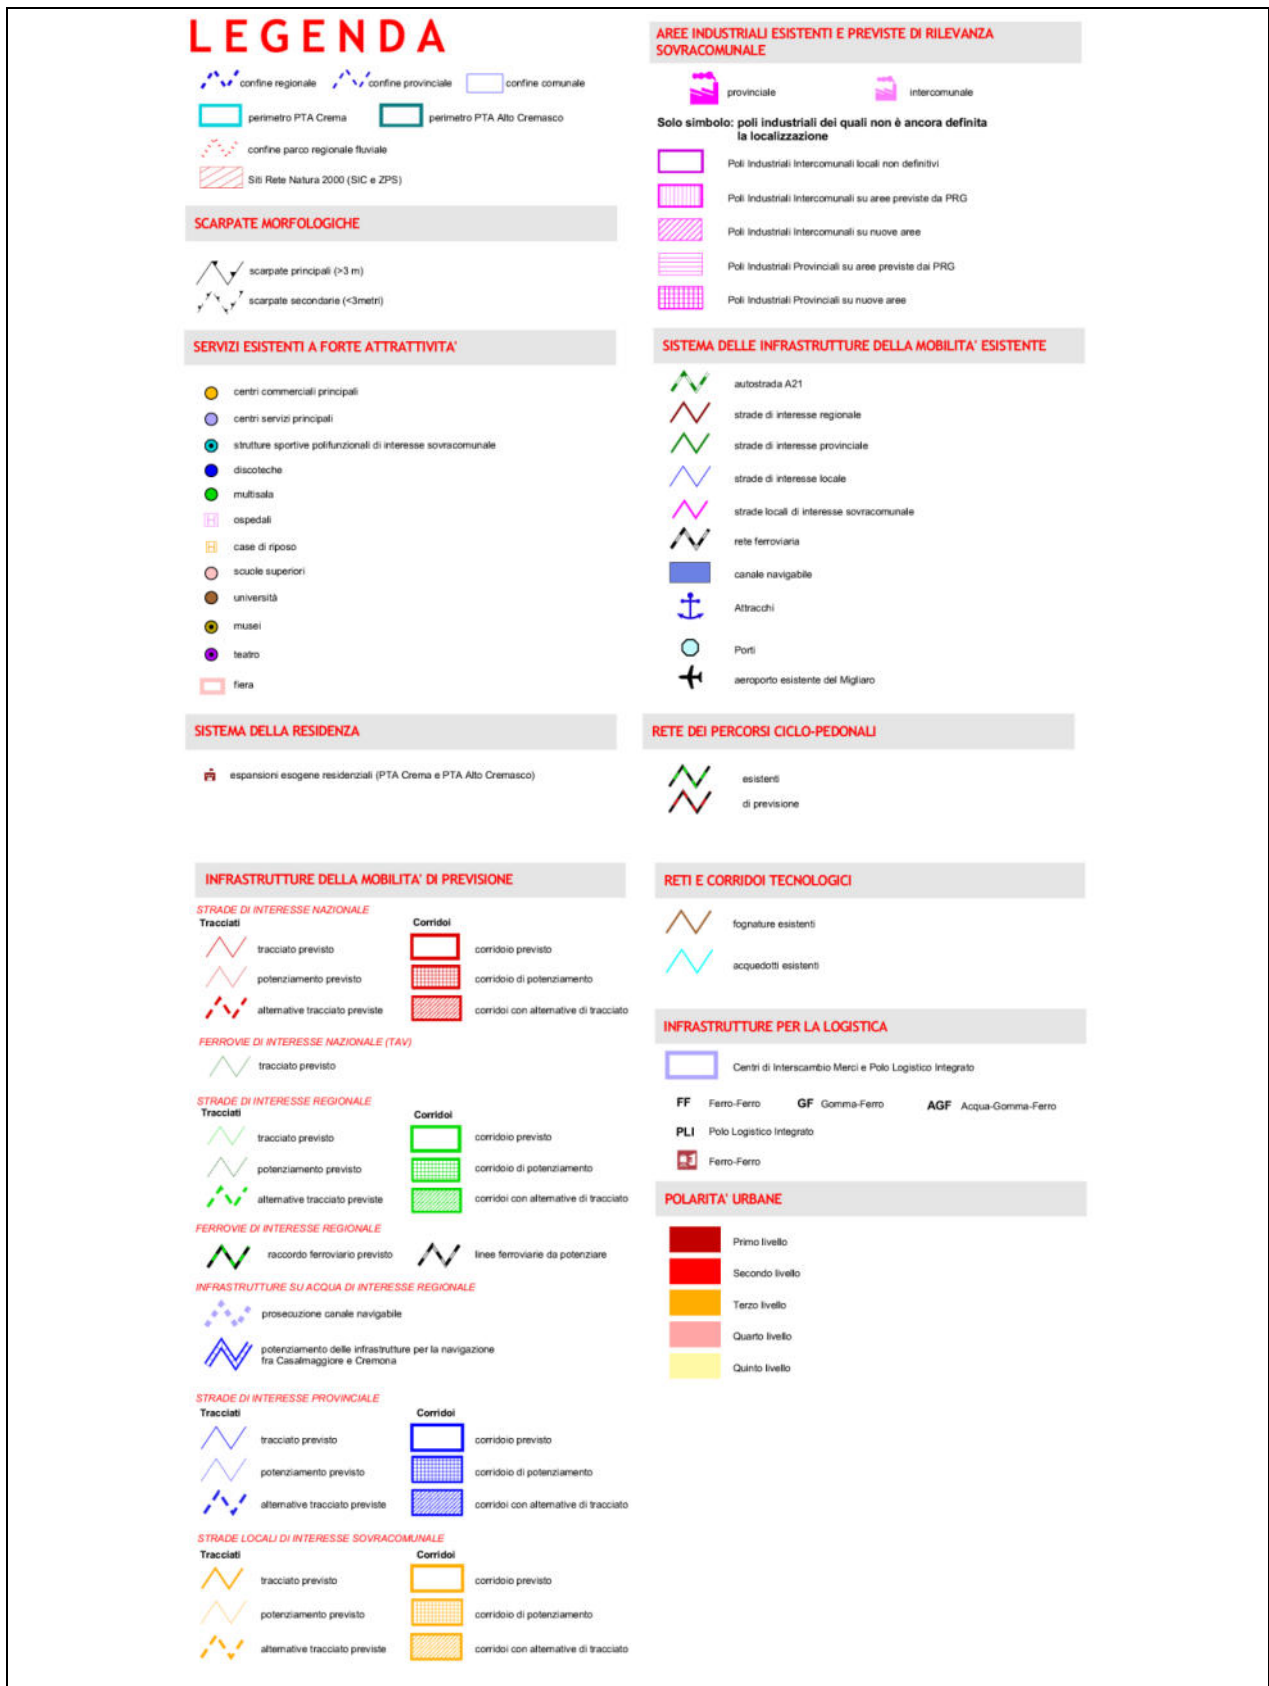 LEGENDA
confine regionale confine provinciale confine comunale
perimetro PTA Crema perimetro PTA Alto Cremasco
confine parco regionale fluviale
Siti Rete Natura 2000 (SIC e ZPS)
SCARPATE MORFOLOGICHE
scarpate principali (>3 m)
scarpate secondarie (<3metri)
SERVIZI ESISTENTI A FORTE ATTRATTIVITA'
centri commerciali principali
centri servizi principali
strutture sportive polifunzionali di interesse sovracomunale
discoteche
multisala
H ospedali
H case di riposo
scuole superiori
università
musei
teatro
fiera
SISTEMA DELLA RESIDENZA
espansioni esogene residenziali (PTA Crema e PTA Alto Cremasco)
INFRASTRUTTURE DELLA MOBILITA' DI PREVISIONE
STRADE DI INTERESSE NAZIONALE
Tracciati Corridoi
tracciato previsto corridoio previsto
potenziamento previsto corridoio di potenziamento
alternative tracciato previste corridoi con alternative di tracciato
FERROVIE DI INTERESSE NAZIONALE (TAV)
tracciato previsto
STRADE DI INTERESSE REGIONALE
Tracciati Corridoi
tracciato previsto corridoio previsto
potenziamento previsto corridoio di potenziamento
alternative tracciato previste corridoi con alternative di tracciato
FERROVIE DI INTERESSE REGIONALE
raccordo ferroviario previsto linee ferroviarie da potenziare
INFRASTRUTTURE SU ACQUA DI INTERESSE REGIONALE
prosecuzione canale navigabile
potenziamento delle infrastrutture per la navigazione
fra Casalmaggiore e Cremona
STRADE DI INTERESSE PROVINCIALE
Tracciati Corridoi
tracciato previsto corridoio previsto
potenziamento previsto corridoio di potenziamento
alternative tracciato previste corridoi con alternative di tracciato
STRADE LOCALI DI INTERESSE SOVRACOMUNALE
Tracciati Corridoi
tracciato previsto corridoio previsto
potenziamento previsto corridoio di potenziamento
alternative tracciato previste corridoi con alternative di tracciato
AREE INDUSTRIALI ESISTENTI E PREVISTE DI RILEVANZA
SOVRACOMUNALE
provinciale intercomunale
Solo simbolo: poli industriali dei quali non è ancora definita
la localizzazione
Poli Industriali Intercomunali locali non definitivi
Poli Industriali Intercomunali su aree previste da PRG
Poli Industriali Intercomunali su nuove aree
Poli Industriali Provinciali su aree previste dai PRG
Poli Industriali Provinciali su nuove aree
SISTEMA DELLE INFRASTRUTTURE DELLA MOBILITA' ESISTENTE
autostrada A21
strade di interesse regionale
strade di interesse provinciale
strade di interesse locale
strade locali di interesse sovracomunale
rete ferroviaria
canale navigabile
Attracchi
Porti
aeroporto esistente del Migliaro
RETE DEI PERCORSI CICLO-PEDONALI
esistenti
di previsione
RETI E CORRIDOI TECNOLOGICI
fognature esistenti
acquedotti esistenti
INFRASTRUTTURE PER LA LOGISTICA
Centri di Interscambio Merci e Polo Logistico Integrato
FF Ferro-Ferro GF Gomma-Ferro AGF Acqua-Gomma-Ferro
PLI Polo Logistico Integrato
Ferro-Ferro
POLARITA' URBANE
Primo livello
Secondo livello
Terzo livello
Quarto livello
Quinto livello